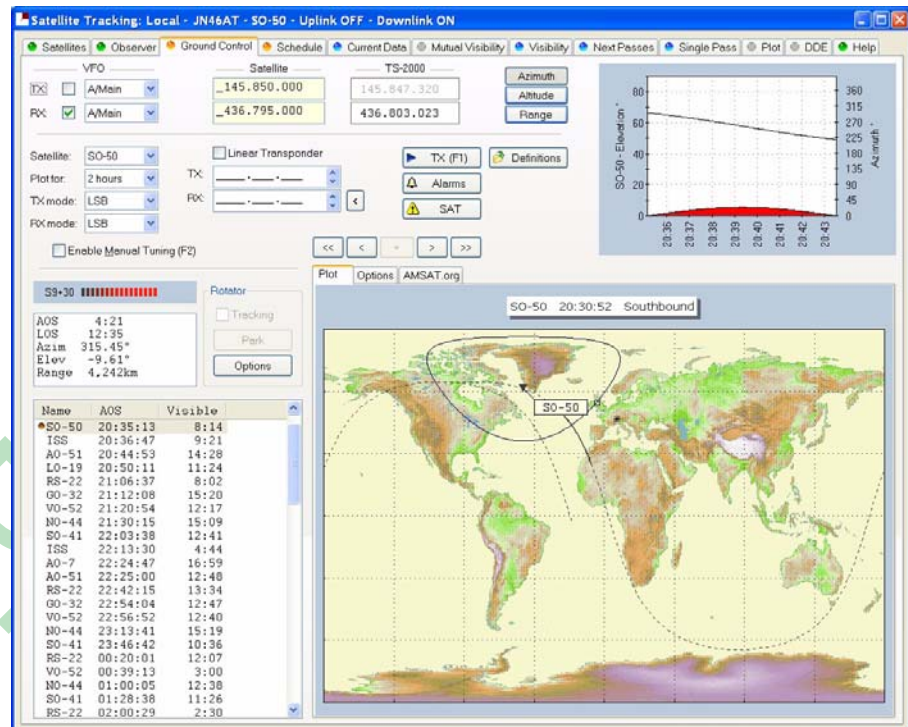 Satellite Tracking: Local - JN46AT - SO-50 - Uplink OFF - Downlink ON
Satellites Observer Ground Control Schedule Current Data Mutual Visibility Visibility Next Passes Single Pass Plot DDE Help
VFO Satellite TS-2000
TX: A/Main _145.850.000 145.847.320
RX: A/Main _436.795.000 436.803.023
Azimuth
Altitude
Range
Satellite: SO-50
Plot for: 2 hours
TX mode: LSB
RX mode: LSB
Enable Manual Tuning (F2)
Linear Transponder
TX: ___.___.___
RX: ___.___.___ <
TX (F1) Definitions
Alarms
SAT
<< < - > >>
SO-50 - Elevation °
80
60
40
20
0
20:36 20:37 20:38 20:39 20:40 20:41 20:42 20:43
360
315
270
225
180
135
90
45
0
Azimuth °
S9+30
AOS 4:21
LOS 12:35
Azim 315.45°
Elev -9.61°
Range 4,242km
Rotator
Tracking
Park
Options
Name AOS Visible
SO-50 20:35:13 8:14
ISS 20:36:47 9:21
AO-51 20:44:53 14:28
LO-19 20:50:11 11:24
RS-22 21:06:37 8:02
GO-32 21:12:08 15:20
VO-52 21:20:54 12:17
NO-44 21:30:15 15:09
SO-41 22:03:38 12:41
ISS 22:13:30 4:44
AO-7 22:24:47 16:59
AO-51 22:25:00 12:48
RS-22 22:42:15 13:34
GO-32 22:54:04 12:47
VO-52 22:56:52 12:40
NO-44 23:13:41 15:19
SO-41 23:46:42 10:36
RS-22 00:20:01 12:07
VO-52 00:39:13 3:00
NO-44 01:00:05 12:38
SO-41 01:28:38 11:26
RS-22 02:00:29 2:30
Plot Options AMSAT.org
SO-50 20:30:52 Southbound
SO-50